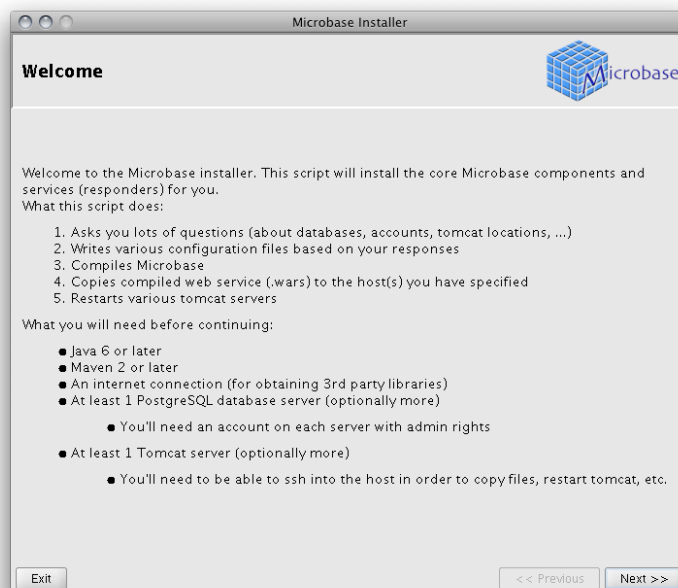 Microbase Installer
Welcome
Microbase
Welcome to the Microbase installer. This script will install the core Microbase components and
services (responders) for you.
What this script does:
1. Asks you lots of questions (about databases, accounts, tomcat locations, ...)
2. Writes various configuration files based on your responses
3. Compiles Microbase
4. Copies compiled web service (.wars) to the host(s) you have specified
5. Restarts various tomcat servers
What you will need before continuing:
● Java 6 or later
● Maven 2 or later
● An internet connection (for obtaining 3rd party libraries)
● At least 1 PostgreSQL database server (optionally more)
● You'll need an account on each server with admin rights
● At least 1 Tomcat server (optionally more)
● You'll need to be able to ssh into the host in order to copy files, restart tomcat, etc.
Exit
<< Previous
Next >>